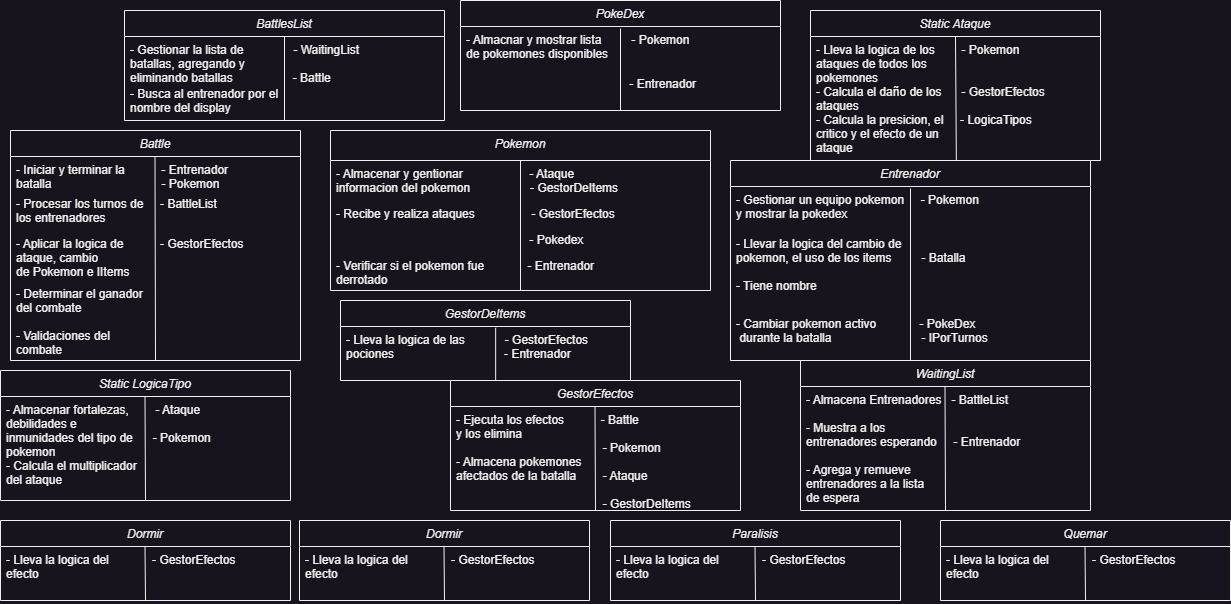 BattlesList
- Gestionar la lista de
batallas, agregando y
eliminando batallas
- Busca al entrenador por el
nombre del display
- WaitingList
- Battle
PokeDex
- Almacnar y mostrar lista
de pokemones disponibles
- Pokemon
- Entrenador
Static Ataque
- Lleva la logica de los
ataques de todos los
pokemones
- Calcula el daño de los
ataques
- Calcula la presicion, el
critico y el efecto de un
ataque
- Pokemon
- GestorEfectos
- LogicaTipos
Battle
- Iniciar y terminar la
batalla
- Procesar los turnos de
los entrenadores
- Aplicar la logica de
ataque, cambio
de Pokemon e IItems
- Determinar el ganador
del combate
- Validaciones del
combate
- Entrenador
- Pokemon
- BattleList
- GestorEfectos
Pokemon
- Almacenar y gentionar
informacion del pokemon
- Recibe y realiza ataques
- Verificar si el pokemon fue
derrotado
- Ataque
- GestorDeItems
- GestorEfectos
- Pokedex
- Entrenador
Entrenador
- Gestionar un equipo pokemon
y mostrar la pokedex
- Llevar la logica del cambio de
pokemon, el uso de los items
- Tiene nombre
- Cambiar pokemon activo
durante la batalla
- Pokemon
- Batalla
- PokeDex
- IPorTurnos
GestorDeItems
- Lleva la logica de las
pociones
- GestorEfectos
- Entrenador
Static LogicaTipo
- Almacenar fortalezas,
debilidades e
inmunidades del tipo de
pokemon
- Calcula el multiplicador
del ataque
- Ataque
- Pokemon
GestorEfectos
- Ejecuta los efectos
y los elimina
- Almacena pokemones
afectados de la batalla
- Battle
- Pokemon
- Ataque
- GestorDeItems
WaitingList
- Almacena Entrenadores
- Muestra a los
entrenadores esperando
- Agrega y remueve
entrenadores a la lista
de espera
- BattleList
- Entrenador
Dormir
- Lleva la logica del
efecto
- GestorEfectos
Dormir
- Lleva la logica del
efecto
- GestorEfectos
Paralisis
- Lleva la logica del
efecto
- GestorEfectos
Quemar
- Lleva la logica del
efecto
- GestorEfectos